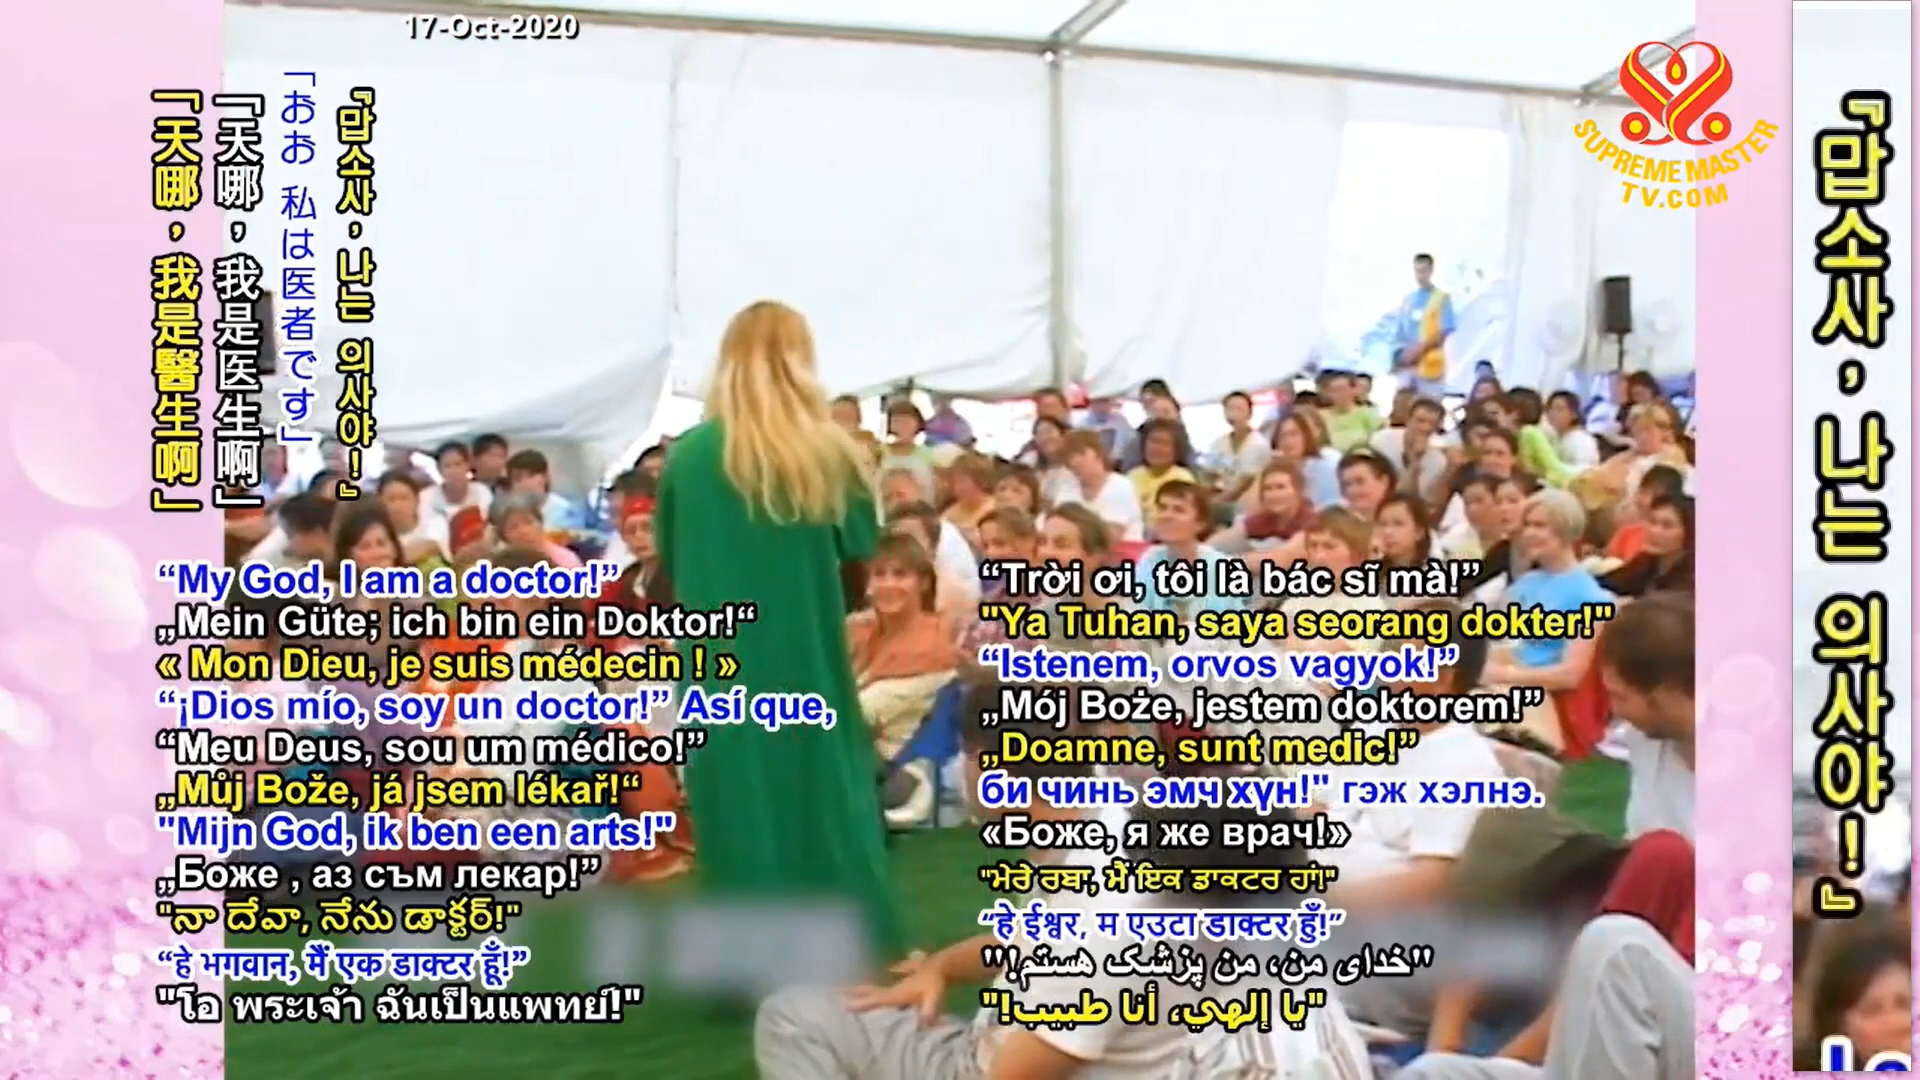 17-Oct-2020
SUPREME MASTER
TV.COM
「天哪，我是醫生啊」
「天哪，我是医生啊」
「おお 私は医者です」
『맙소사, 나는 의사야!』
“My God, I am a doctor!”
„Mein Güte; ich bin ein Doktor!“
« Mon Dieu, je suis médecin ! »
“¡Dios mío, soy un doctor!” Así que,
“Meu Deus, sou um médico!”
„Můj Bože, já jsem lékař!“
"Mijn God, ik ben een arts!"
„Боже , аз съм лекар!”
"నా దేవా, నేను డాక్టర్!"
“हे भगवान, मैं एक डाक्टर हूँ!”
"โอ พระเจ้า ฉันเป็นแพทย์!"
“Trời ơi, tôi là bác sĩ mà!”
"Ya Tuhan, saya seorang dokter!"
“Istenem, orvos vagyok!”
„Mój Boże, jestem doktorem!”
„Doamne, sunt medic!”
би чинь эмч хүн!" гэж хэлнэ.
«Боже, я же врач!»
"ਮੇਰੇ ਰਬਾ, ਮੈਂ ਇਕ ਡਾਕਟਰ ਹਾਂ!"
“हे ईश्वर, म एउटा डाक्टर हुँ!”
"خدای من، من پزشک هستم!"
"يا إلهي، أنا طبيب!"
『맙소사, 나는 의사야!』